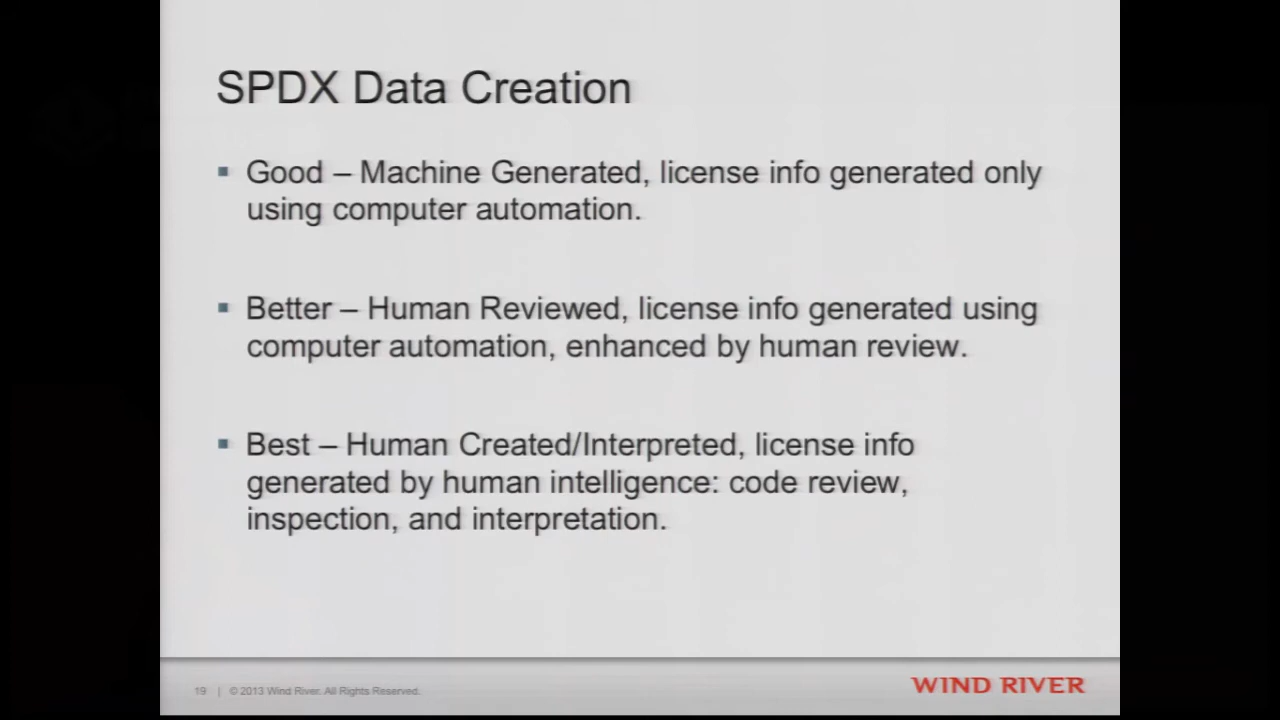 SPDX Data Creation
▪ Good – Machine Generated, license info generated only
using computer automation.
▪ Better – Human Reviewed, license info generated using
computer automation, enhanced by human review.
▪ Best – Human Created/Interpreted, license info
generated by human intelligence: code review,
inspection, and interpretation.
19 | © 2013 Wind River. All Rights Reserved.
WIND RIVER